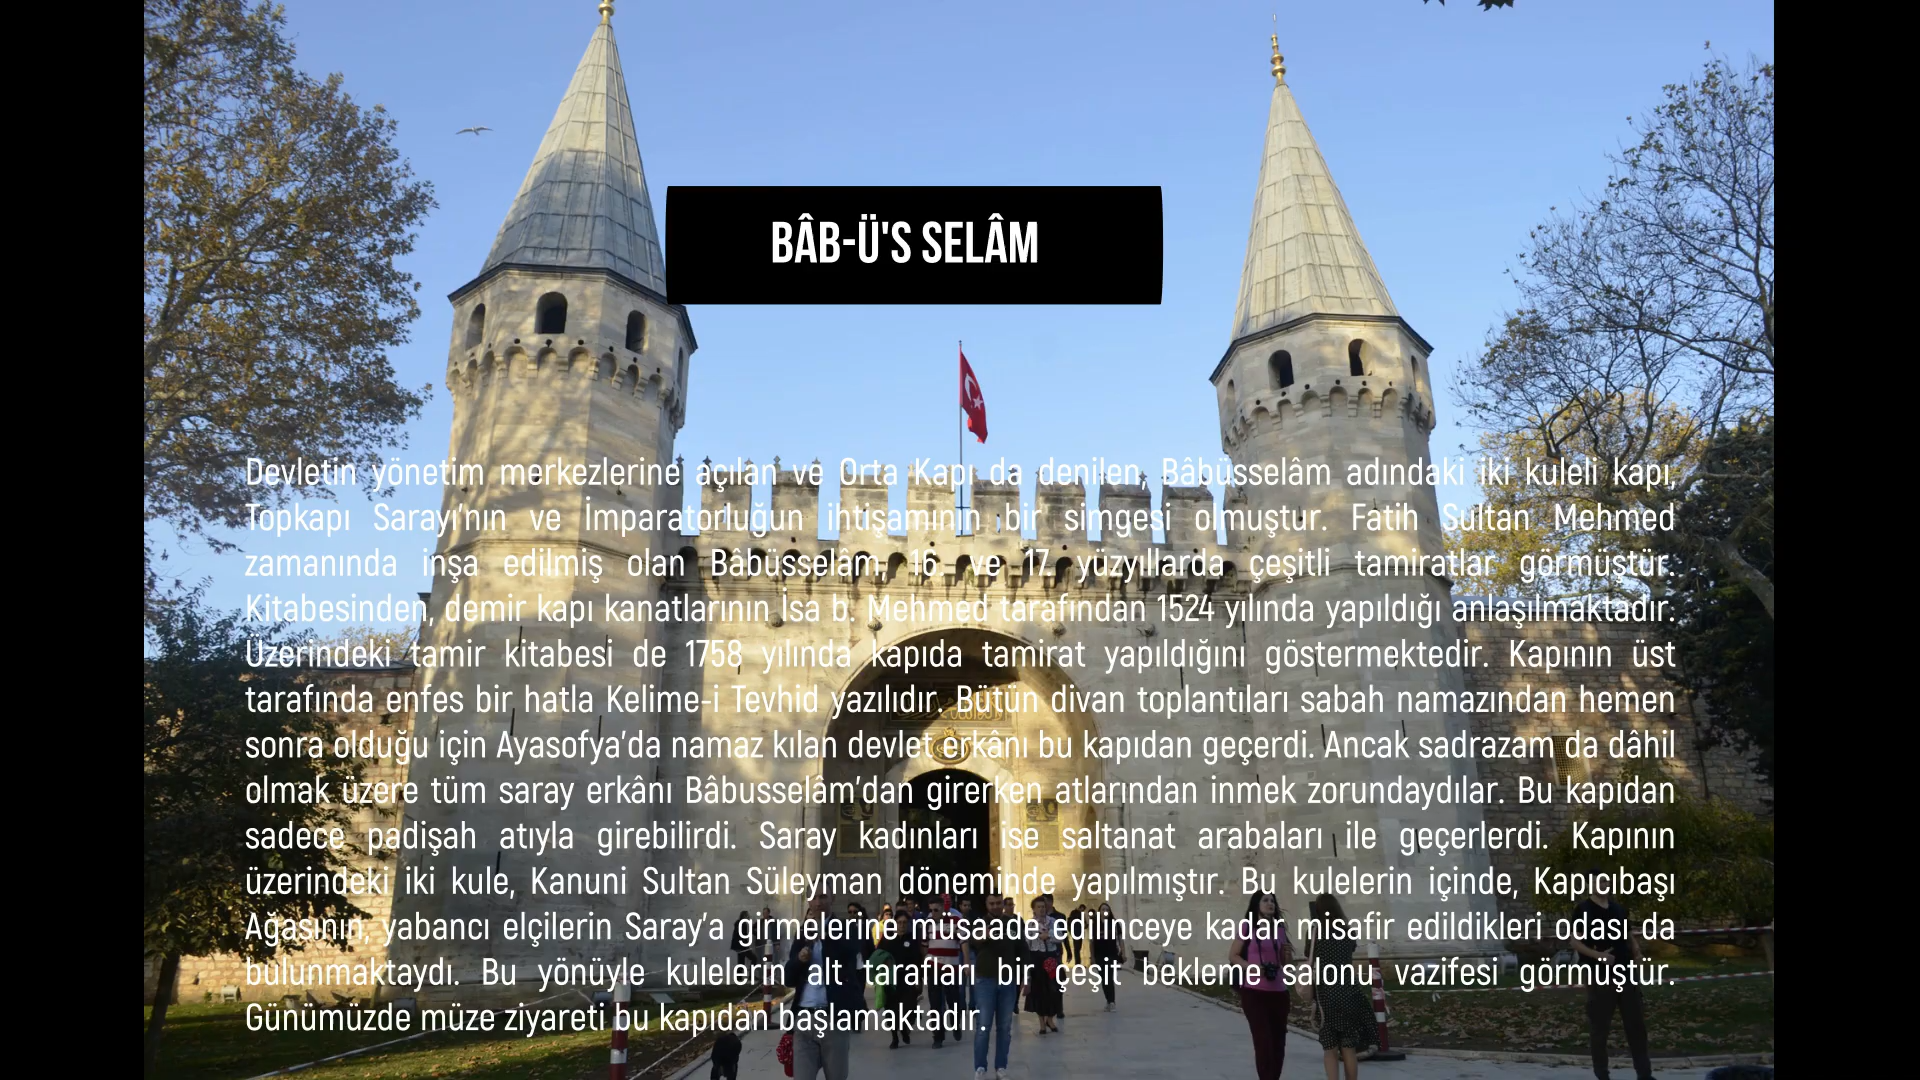 BÂB-Ü'S SELÂM
Devletin yönetim merkezlerine açılan ve Orta Kapı da denilen, Bâbüsselâm adındaki iki kuleli kapı,
Topkapı Sarayı'nın ve İmparatorluğun ihtişamının bir simgesi olmuştur. Fatih Sultan Mehmed
zamanında inşa edilmiş olan Bâbüsselâm, 16. ve 17. yüzyıllarda çeşitli tamiratlar görmüştür.
Kitabesinden, demir kapı kanatlarının İsa b. Mehmed tarafından 1524 yılında yapıldığı anlaşılmaktadır.
Üzerindeki tamir kitabesi de 1758 yılında kapıda tamirat yapıldığını göstermektedir. Kapının üst
tarafında enfes bir hatla Kelime-i Tevhid yazılıdır. Bütün divan toplantıları sabah namazından hemen
sonra olduğu için Ayasofya'da namaz kılan devlet erkânı bu kapıdan geçerdi. Ancak sadrazam da dâhil
olmak üzere tüm saray erkânı Bâbusselâm'dan girerken atlarından inmek zorundaydılar. Bu kapıdan
sadece padişah atıyla girebilirdi. Saray kadınları ise saltanat arabaları ile geçerlerdi. Kapının
üzerindeki iki kule, Kanuni Sultan Süleyman döneminde yapılmıştır. Bu kulelerin içinde, Kapıcıbaşı
Ağasının, yabancı elçilerin Saray'a girmelerine müsaade edilinceye kadar misafir edildikleri odası da
bulunmaktaydı. Bu yönüyle kulelerin alt tarafları bir çeşit bekleme salonu vazifesi görmüştür.
Günümüzde müze ziyareti bu kapıdan başlamaktadır.